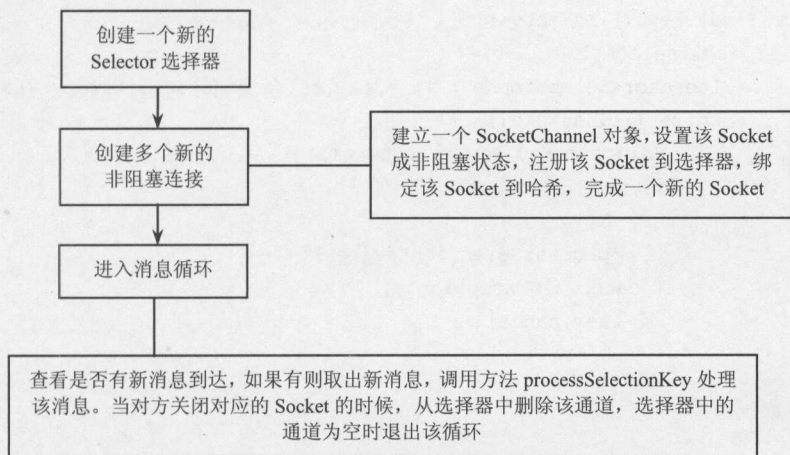 创建一个新的
Selector 选择器
创建多个新的
非阻塞连接
建立一个 SocketChannel 对象，设置该 Socket
成非阻塞状态，注册该 Socket 到选择器，绑
定该 Socket 到哈希，完成一个新的 Socket
进入消息循环
查看是否有新消息到达，如果有则取出新消息，调用方法 processSelectionKey 处理
该消息。当对方关闭对应的 Socket 的时候，从选择器中删除该通道，选择器中的
通道为空时退出该循环